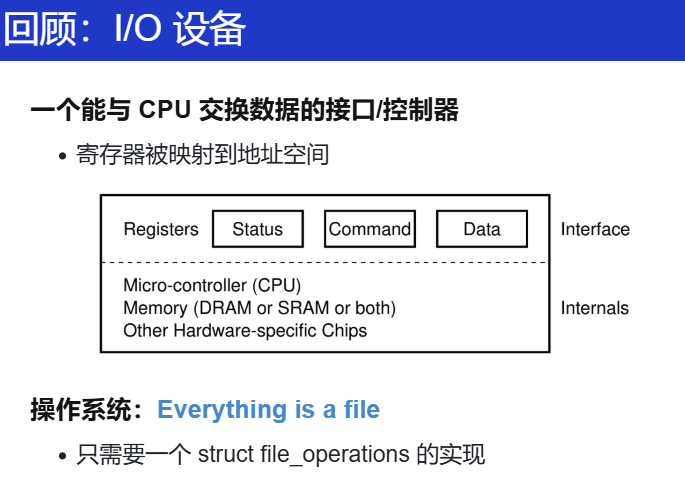 回顾：I/O 设备
一个能与 CPU 交换数据的接口/控制器
• 寄存器被映射到地址空间
Registers Status Command Data Interface
Micro-controller (CPU)
Memory (DRAM or SRAM or both) Internals
Other Hardware-specific Chips
操作系统：Everything is a file
• 只需要一个 struct file_operations 的实现